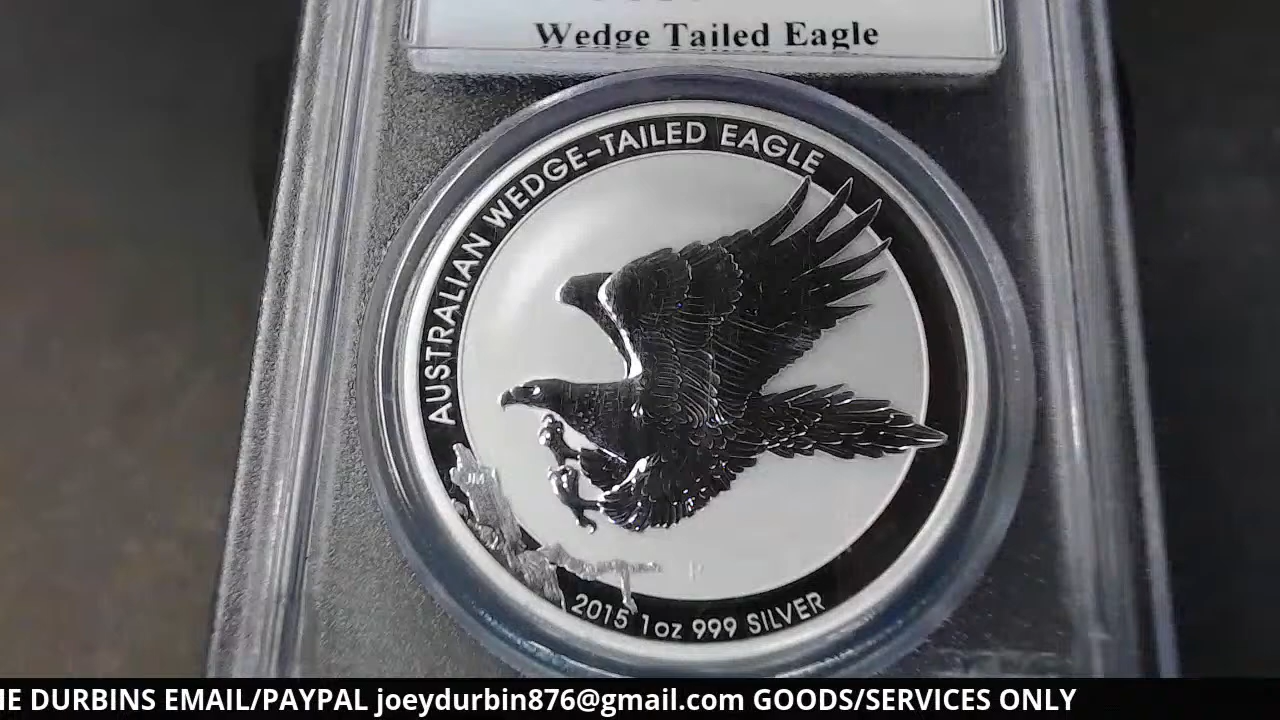 Wedge Tailed Eagle
AUSTRALIAN WEDGE-TAILED EAGLE
JM
P
2015 1oz 999 SILVER
DURBINS EMAIL/PAYPAL joeydurbin876@gmail.com GOODS/SERVICES ONLY